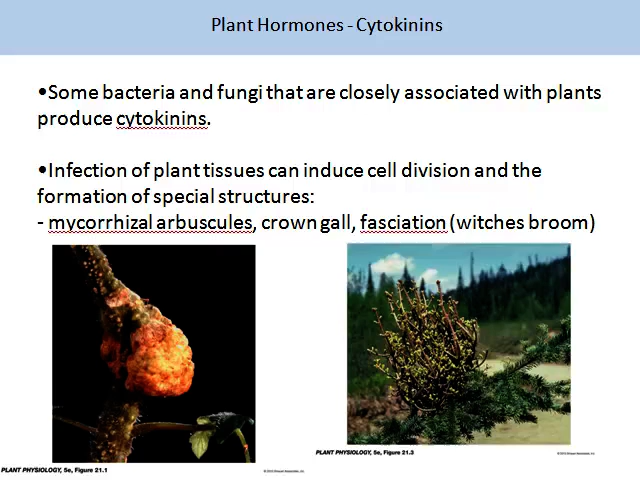 Plant Hormones - Cytokinins
•Some bacteria and fungi that are closely associated with plants
produce cytokinins.
•Infection of plant tissues can induce cell division and the
formation of special structures:
- mycorrhizal arbuscules, crown gall, fasciation (witches broom)
PLANT PHYSIOLOGY, 5e, Figure 21.3
PLANT PHYSIOLOGY, 5e, Figure 21.1